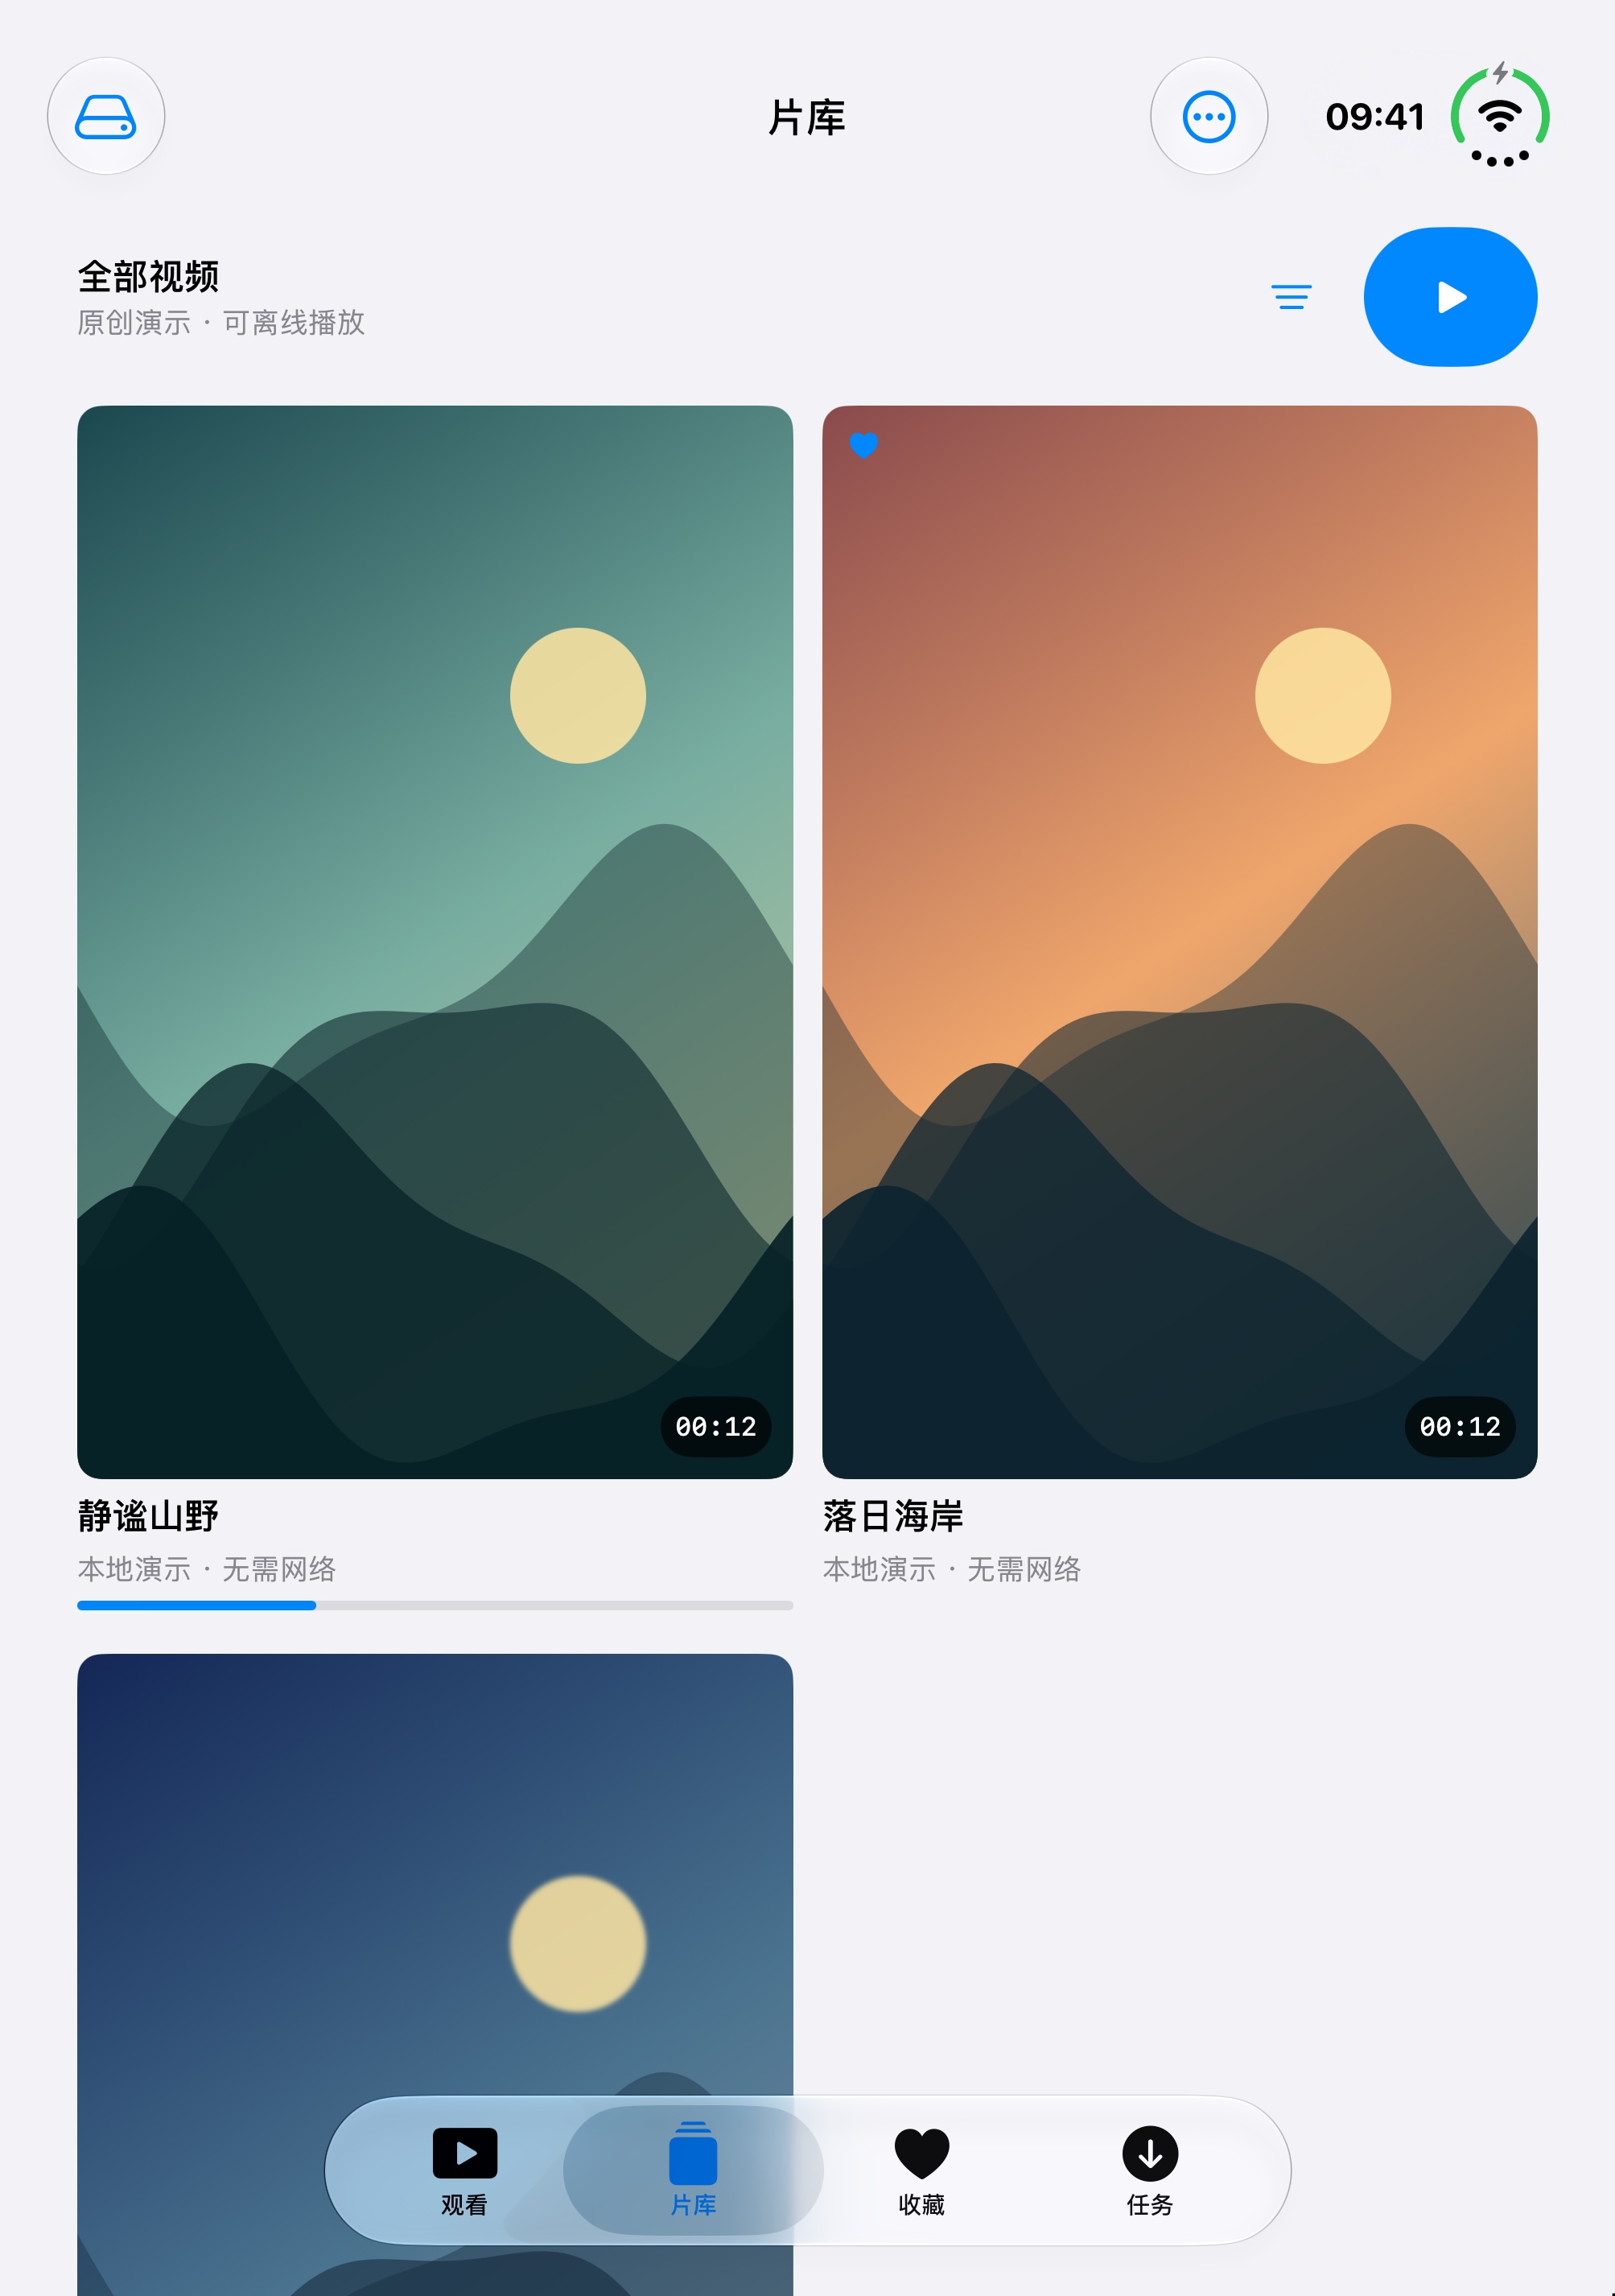 片库
09:41
全部视频
原创演示 · 可离线播放
00:12
00:12
静谧山野
落日海岸
本地演示 · 无需网络
本地演示 · 无需网络
观看
片库
收藏
任务